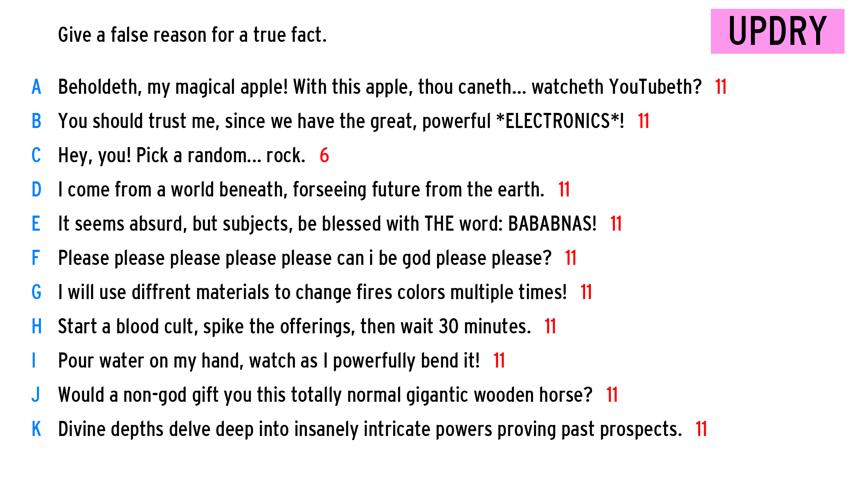 Give a false reason for a true fact.
UPDRY
A Beholdeth, my magical apple! With this apple, thou caneth... watcheth YouTubeth? 11
B You should trust me, since we have the great, powerful *ELECTRONICS*! 11
C Hey, you! Pick a random... rock. 6
D I come from a world beneath, forseeing future from the earth. 11
E It seems absurd, but subjects, be blessed with THE word: BABABNAS! 11
F Please please please please please can i be god please please? 11
G I will use diffrent materials to change fires colors multiple times! 11
H Start a blood cult, spike the offerings, then wait 30 minutes. 11
I Pour water on my hand, watch as I powerfully bend it! 11
J Would a non-god gift you this totally normal gigantic wooden horse? 11
K Divine depths delve deep into insanely intricate powers proving past prospects. 11